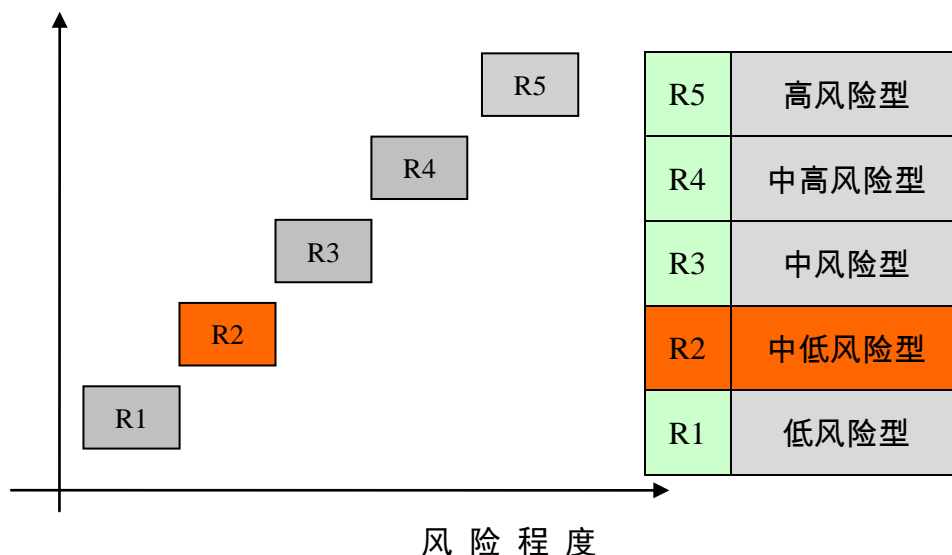 R5
R4
R3
R2
R1
风险程度
R5 高风险型
R4 中高风险型
R3 中风险型
R2 中低风险型
R1 低风险型